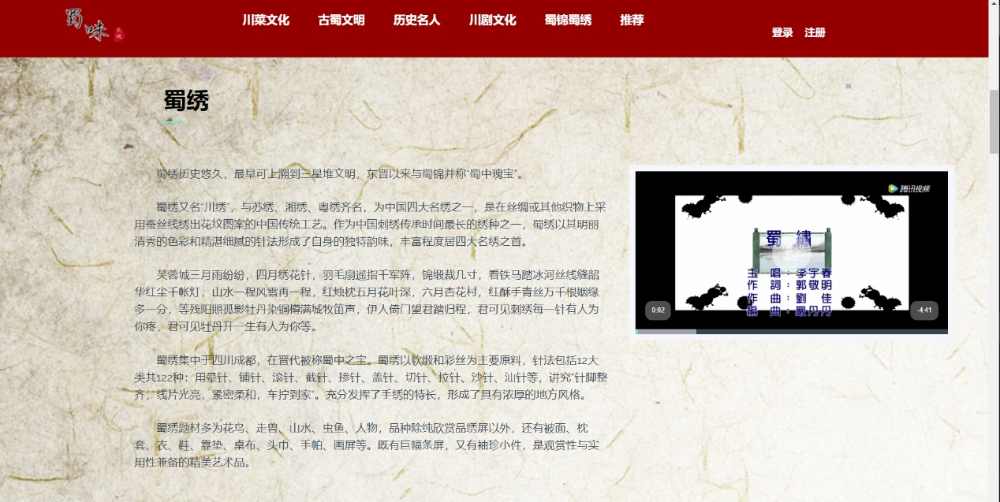 蜀咪文化
川菜文化 古蜀文明 历史名人 川剧文化 蜀锦蜀绣 推荐
登录 注册
蜀绣
蜀绣历史悠久，最早可上溯到三星堆文明，东晋以来与蜀锦并称“蜀中瑰宝”。
蜀绣又名“川绣”，与苏绣、湘绣、粤绣齐名，为中国四大名绣之一，是在丝绸或其他织物上采
用蚕丝线绣出花纹图案的中国传统工艺。作为中国刺绣传承时间最长的绣种之一，蜀绣以其明丽
清秀的色彩和精湛细腻的针法形成了自身的独特韵味，丰富程度居四大名绣之首。
芙蓉城三月雨纷纷，四月绣花针，羽毛扇遥指千军阵，锦缎裁几寸，看铁马踏冰河丝线缝韶
华红尘千帐灯，山水一程风雪再一程，红烛枕五月花叶深，六月杏花村，红酥手青丝万千根姻缘
多一分，等残阳照孤影牡丹染铜樽满城牧笛声，伊人倚门望君踏归程，君可见刺绣每一针有人为
你疼，君可见牡丹开一生有人为你等。
蜀绣集中于四川成都，在晋代被称蜀中之宝。蜀绣以软缎和彩丝为主要原料，针法包括12大
类共122种：用晕针、铺针、滚针、截针、掺针、盖针、切针、拉针、沙针、汕针等，讲究“针脚整
齐，线片光亮，紧密柔和，车拧到家”。充分发挥了手绣的特长，形成了具有浓厚的地方风格。
蜀绣题材多为花鸟、走兽、山水、虫鱼、人物，品种除纯欣赏品绣屏以外，还有被面、枕
套、衣、鞋、靠垫、桌布、头巾、手帕、画屏等。既有巨幅条屏，又有袖珍小件，是观赏性与实
用性兼备的精美艺术品。
腾讯视频
蜀 繡
主 唱：李宇春
作 詞：郭敬明
作 曲：劉 佳
編 曲：嚴丹丹
0:02
-4:41